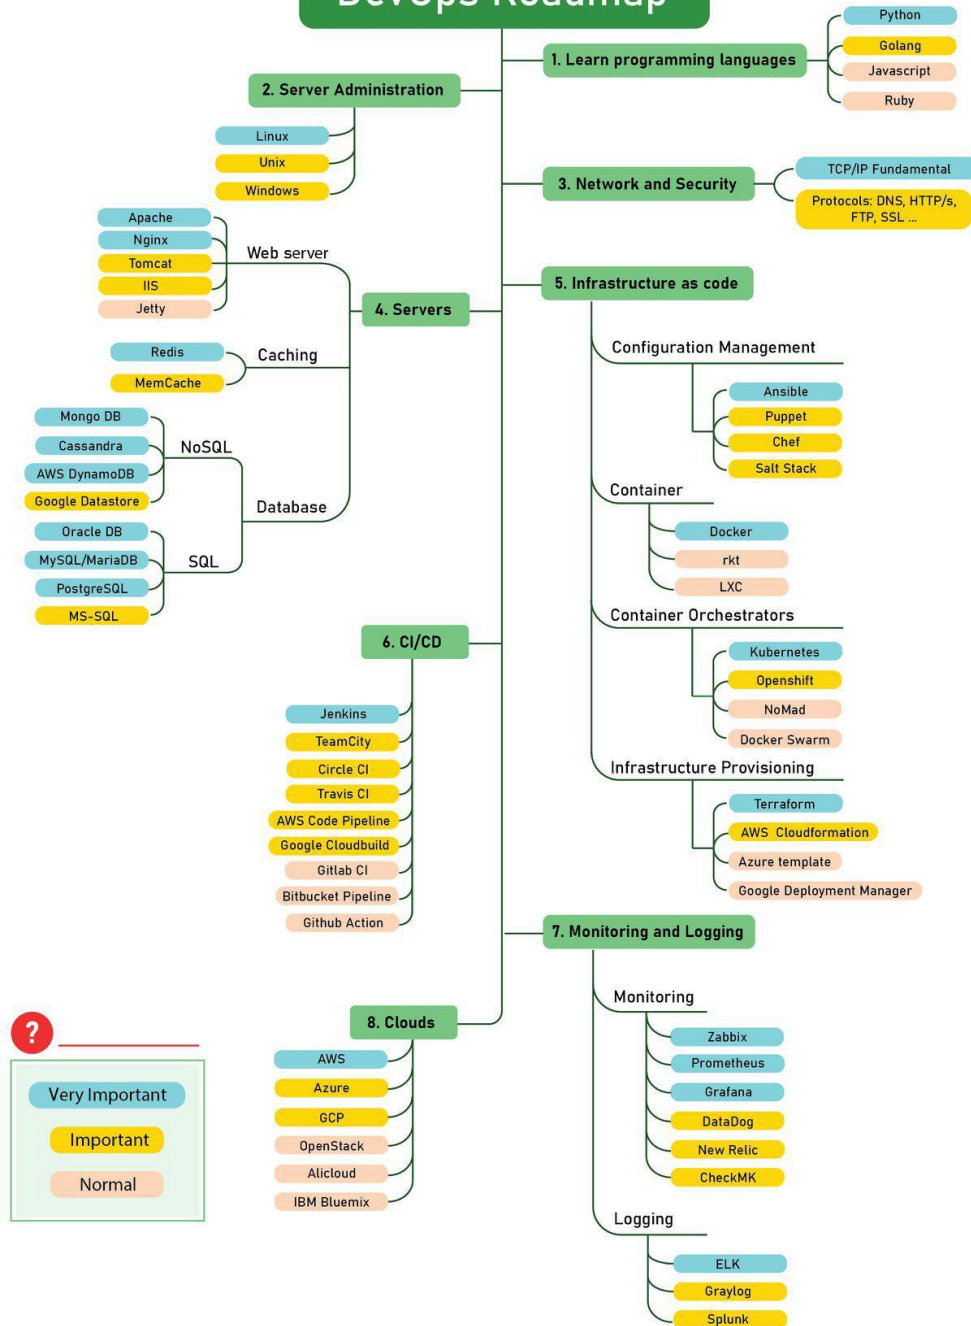 DevOps Roadmap
1. Learn programming languages
Python
Golang
Javascript
Ruby
2. Server Administration
Linux
Unix
Windows
3. Network and Security
TCP/IP Fundamental
Protocols: DNS, HTTP/s,
FTP, SSL ...
4. Servers
Web server
Apache
Nginx
Tomcat
IIS
Jetty
Caching
Redis
MemCache
Database
NoSQL
Mongo DB
Cassandra
AWS DynamoDB
Google Datastore
SQL
Oracle DB
MySQL/MariaDB
PostgreSQL
MS-SQL
5. Infrastructure as code
Configuration Management
Ansible
Puppet
Chef
Salt Stack
Container
Docker
rkt
LXC
Container Orchestrators
Kubernetes
Openshift
NoMad
Docker Swarm
Infrastructure Provisioning
Terraform
AWS Cloudformation
Azure template
Google Deployment Manager
6. CI/CD
Jenkins
TeamCity
Circle CI
Travis CI
AWS Code Pipeline
Google Cloudbuild
Gitlab CI
Bitbucket Pipeline
Github Action
7. Monitoring and Logging
Monitoring
Zabbix
Prometheus
Grafana
DataDog
New Relic
CheckMK
Logging
ELK
Graylog
Splunk
8. Clouds
AWS
Azure
GCP
OpenStack
Alicloud
IBM Bluemix
?
Very Important
Important
Normal